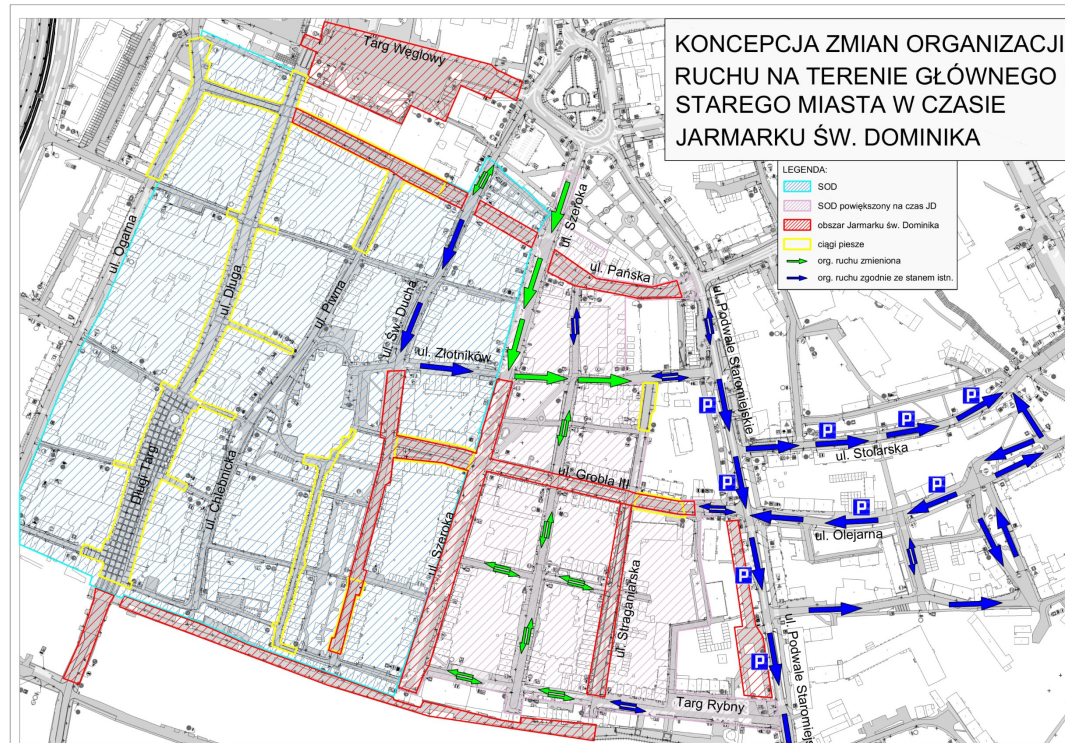 KONCEPCJA ZMIAN ORGANIZACJI
RUCHU NA TERENIE GŁÓWNEGO
STAREGO MIASTA W CZASIE
JARMARKU ŚW. DOMINIKA
LEGENDA:
SOD
SOD powiększony na czas JD
obszar Jarmarku św. Dominika
ciągi piesze
org. ruchu zmieniona
org. ruchu zgodnie ze stanem istn.
Targ Węglowy
ul. Szeroka
ul. Pańska
ul. Ogarna
ul. Długa
ul. Piwna
ul. Św. Ducha
ul. Złotników
ul. Podwale Staromiejskie
P
P
P
P
ul. Stolarska
Długi Targ
ul. Chlebnicka
ul. Szeroka
ul. Grobla III
P
P
ul. Olejarna
ul. Straganiarska
P
P
Targ Rybny
ul. Podwale Staromiejs